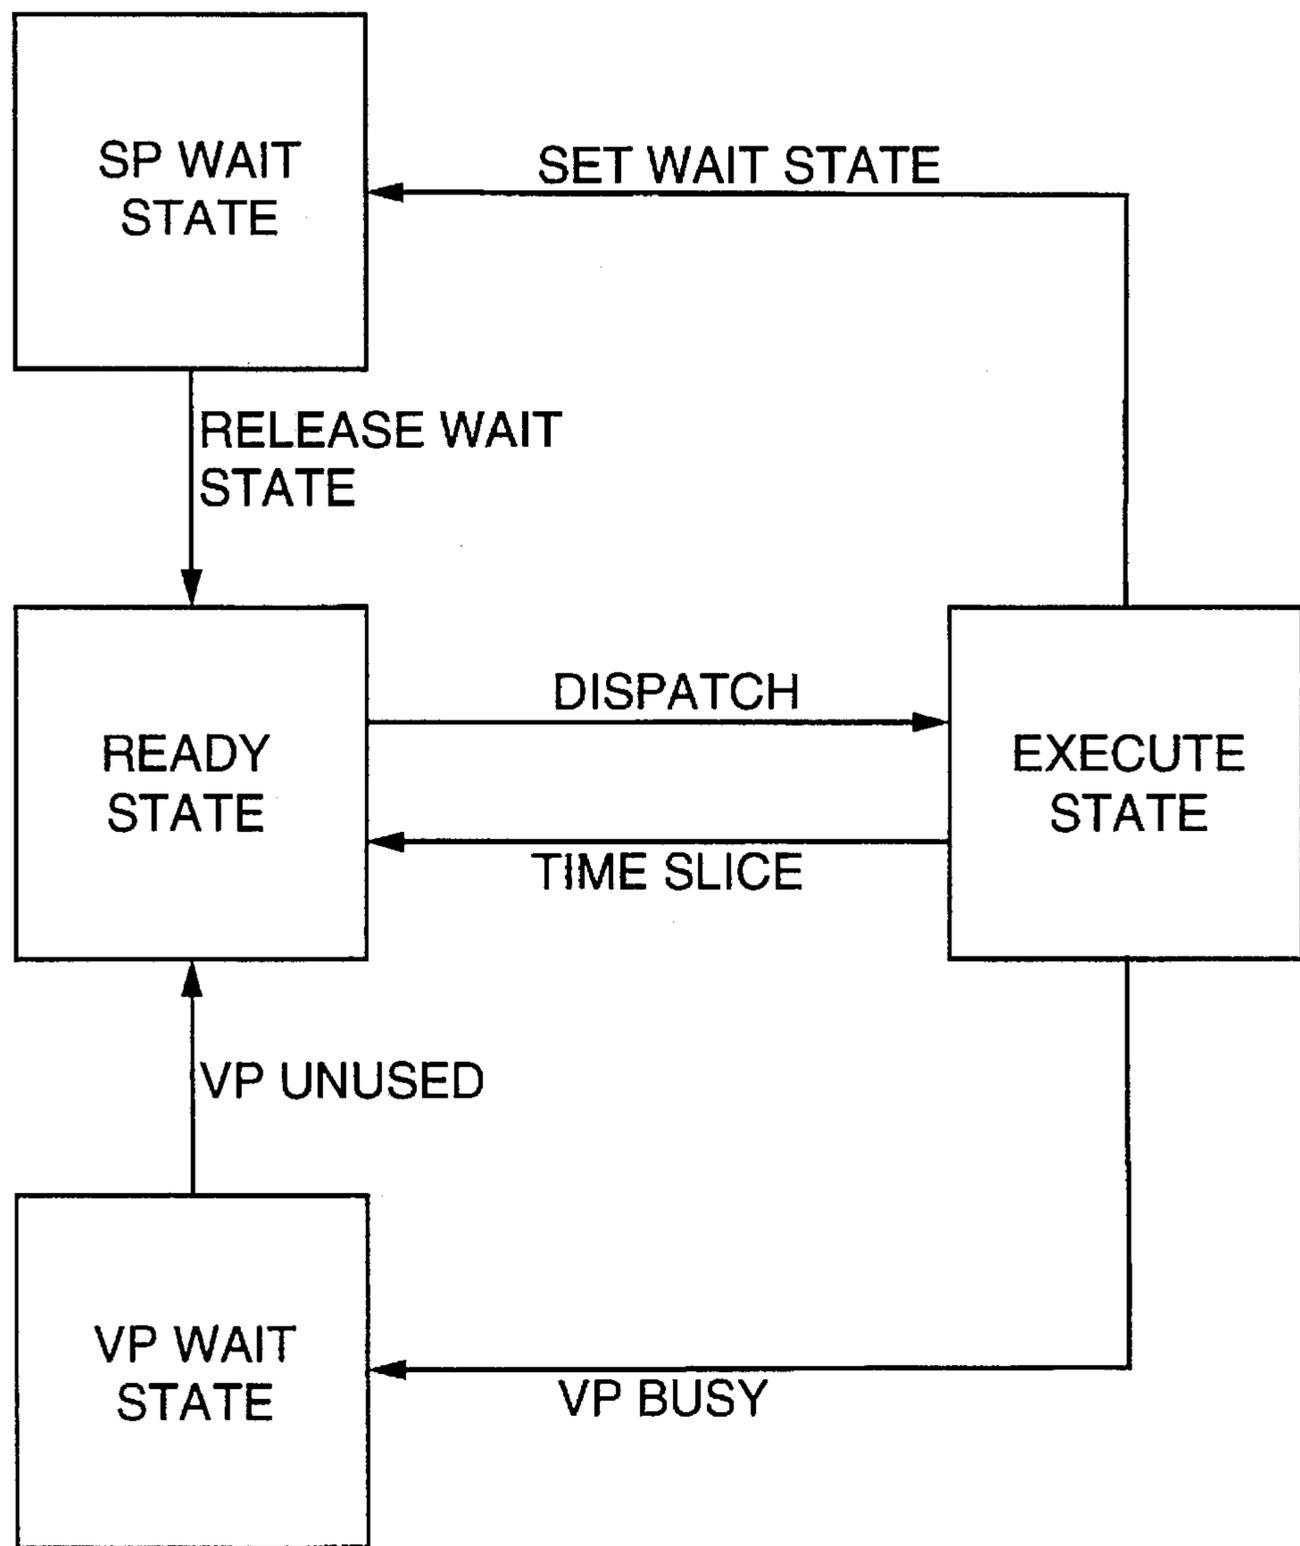 SP WAIT
STATE
SET WAIT STATE
RELEASE WAIT
STATE
DISPATCH
READY
STATE
EXECUTE
STATE
TIME SLICE
VP UNUSED
VP WAIT
STATE
VP BUSY